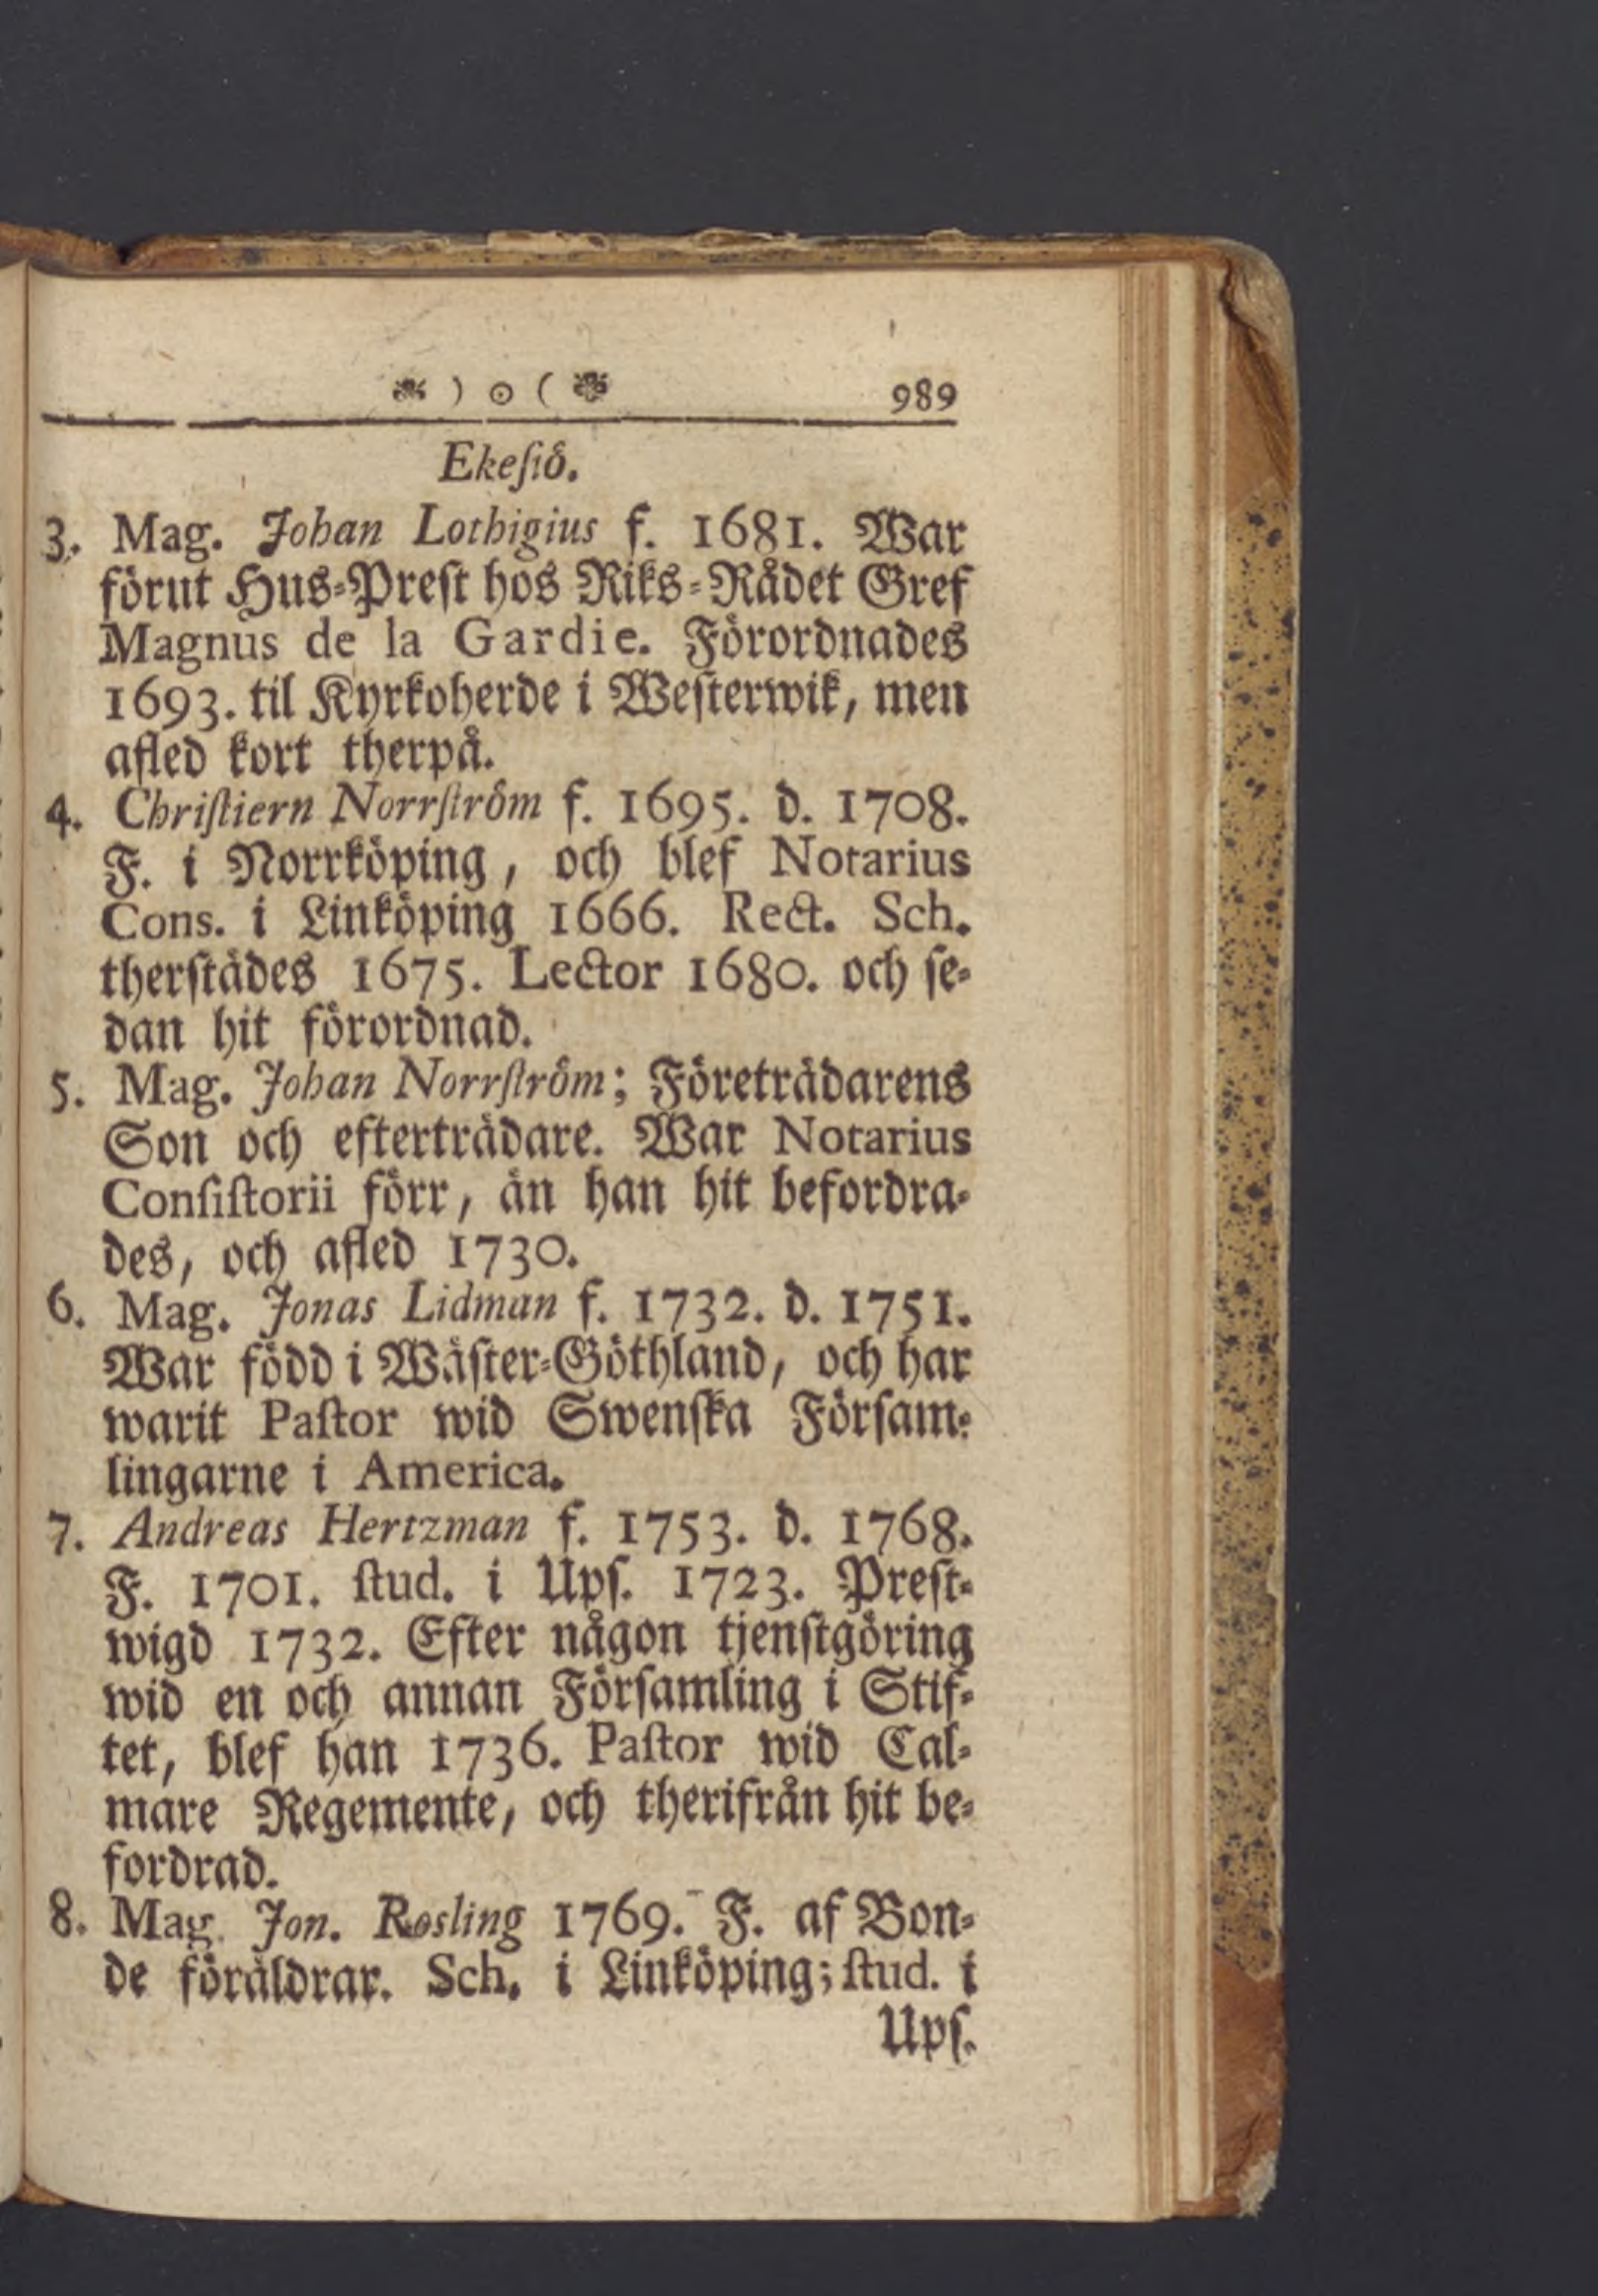 ) ⊙ ( 989
Ekeſiô.
3. Mag. Johan Lothigius f. 1681. War
förut Hus-Preſt hos Riks-Rådet Gref
Magnus de la Gardie. Förordnades
1693. til Kyrkoherde i Weſterwik, men
afled kort therpå.
4. Chriſtiern Norrſtrôm f. 1695. d. 1708.
F. i Norrköping, och blef Notarius
Cons. i Linköping 1666. Rect. Sch.
therſtädes 1675. Lector 1680. och ſe-
dan hit förordnad.
5. Mag. Johan Norrſtrôm; Företrädarens
Son och efterträdare. War Notarius
Conſiſtorii förr, än han hit befordra-
des, och afled 1730.
6. Mag. Jonas Lidman f. 1732. d. 1751.
War född i Wäſter-Göthland, och har
warit Paſtor wid Swenſka Förſam-
lingarne i America.
7. Andreas Hertzman f. 1753. d. 1768.
F. 1701. ſtud. i Upſ. 1723. Preſt-
wigd 1732. Efter någon tjenſtgöring
wid en och annan Förſamling i Stif-
tet, blef han 1736. Paſtor wid Cal-
mare Regemente, och therifrån hit be-
fordrad.
8. Mag. Jon. Rosling 1769. F. af Bon-
de föräldrar. Sch. i Linköping; ſtud. i
Upſ.